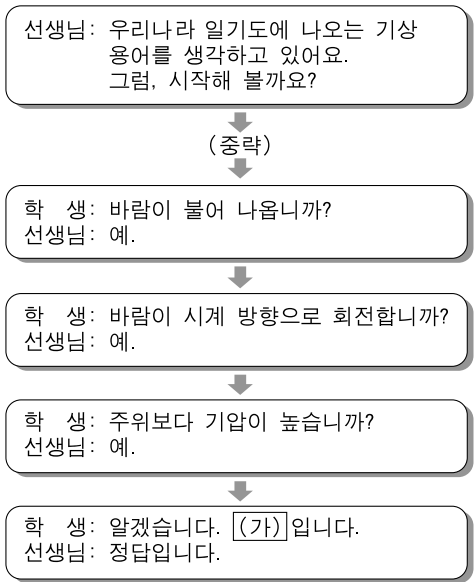 선생님: 우리나라 일기도에 나오는 기상
용어를 생각하고 있어요.
그럼, 시작해 볼까요?
(중략)
학 생: 바람이 불어 나옵니까?
선생님: 예.
학 생: 바람이 시계 방향으로 회전합니까?
선생님: 예.
학 생: 주위보다 기압이 높습니까?
선생님: 예.
학 생: 알겠습니다. (가) 입니다.
선생님: 정답입니다.